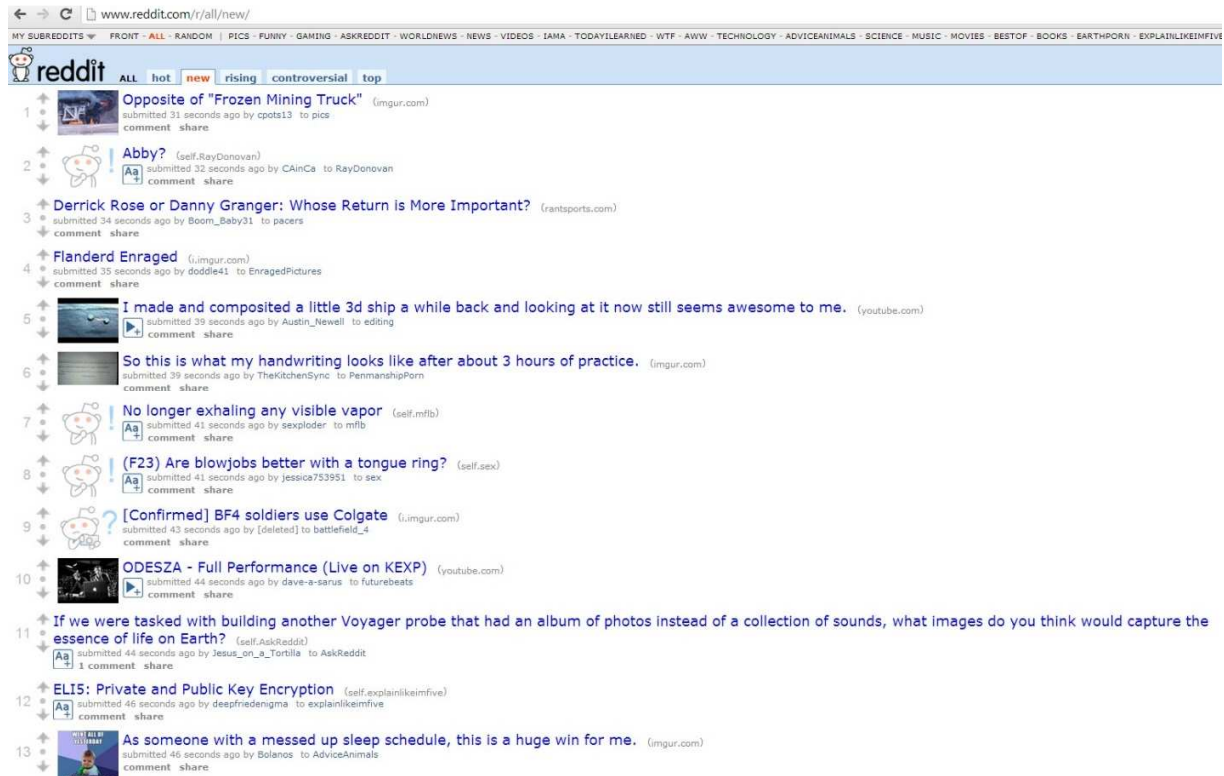 www.reddit.com/r/all/new/
MY SUBREDDITS FRONT - ALL - RANDOM | PICS - FUNNY - GAMING - ASKREDDIT - WORLDNEWS - NEWS - VIDEOS - IAMA - TODAYILEARNED - WTF - AWW - TECHNOLOGY - ADVICEANIMALS - SCIENCE - MUSIC - MOVIES - BESTOF - BOOKS - EARTHPORN - EXPLAINLIKEIMFIVE
reddit ALL hot new rising controversial top
1 Opposite of "Frozen Mining Truck" (imgur.com)
submitted 31 seconds ago by cpots13 to pics
comment share
2 Abby? (self.RayDonovan)
Aa submitted 32 seconds ago by CAinCa to RayDonovan
comment share
3 Derrick Rose or Danny Granger: Whose Return is More Important? (rantsports.com)
submitted 34 seconds ago by Boom_Baby31 to pacers
comment share
4 Flanderd Enraged (i.imgur.com)
submitted 35 seconds ago by doddle41 to EnragedPictures
comment share
5 I made and composited a little 3d ship a while back and looking at it now still seems awesome to me. (youtube.com)
submitted 39 seconds ago by Austin_Newell to editing
comment share
6 So this is what my handwriting looks like after about 3 hours of practice. (imgur.com)
submitted 39 seconds ago by TheKitchenSync to PenmanshipPorn
comment share
7 No longer exhaling any visible vapor (self.mflb)
Aa submitted 41 seconds ago by sexploder to mflb
comment share
8 (F23) Are blowjobs better with a tongue ring? (self.sex)
Aa submitted 41 seconds ago by jessica753951 to sex
comment share
9 [Confirmed] BF4 soldiers use Colgate (i.imgur.com)
submitted 43 seconds ago by [deleted] to battlefield_4
comment share
10 ODESZA - Full Performance (Live on KEXP) (youtube.com)
submitted 44 seconds ago by dave-a-sarus to futurebeats
comment share
11 If we were tasked with building another Voyager probe that had an album of photos instead of a collection of sounds, what images do you think would capture the
essence of life on Earth? (self.AskReddit)
Aa submitted 44 seconds ago by Jesus_on_a_Tortilla to AskReddit
1 comment share
12 ELI5: Private and Public Key Encryption (self.explainlikeimfive)
Aa submitted 46 seconds ago by deepfriedenigma to explainlikeimfive
comment share
13 As someone with a messed up sleep schedule, this is a huge win for me. (imgur.com)
submitted 46 seconds ago by Bolanos to AdviceAnimals
comment share